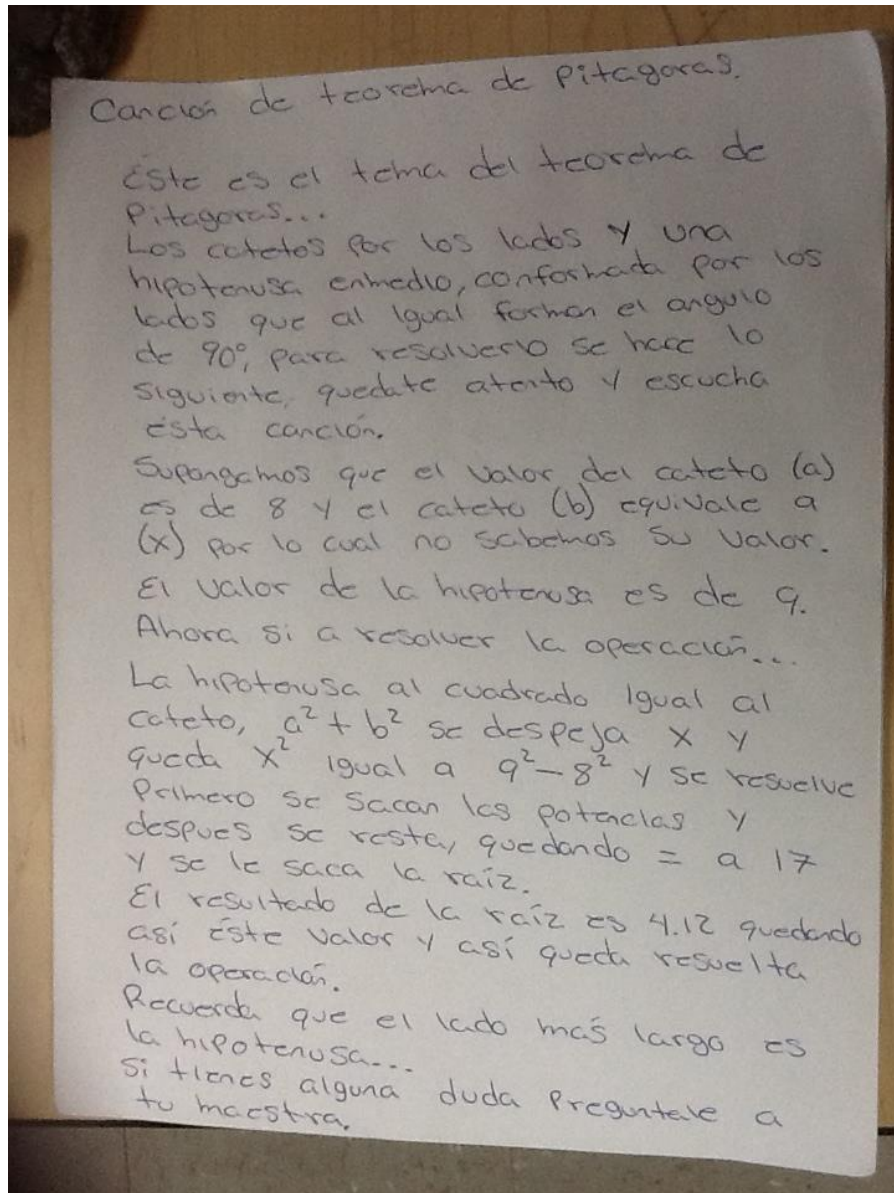 Canción de teorema de Pitagoras.
Éste es el tema del teorema de
Pitagoras...
Los catetos por los lados y una
hipotenusa enmedio, conformada por los
lados que al igual forman el angulo
de 90°, para resolverlo se hace lo
siguiente, quedate atento y escucha
ésta canción.
Supongamos que el valor del cateto (a)
es de 8 y el cateto (b) equivale a
(x) por lo cual no sabemos su valor.
El valor de la hipotenusa es de 9.
Ahora si a resolver la operación...
La hipotenusa al cuadrado igual al
cateto, a² + b² se despeja x y
queda x² igual a 9² - 8² y se resuelve
Primero se sacan las potencias y
despues se resta, quedando = a 17
y se le saca la raíz.
El resultado de la raíz es 4.12 quedando
así éste valor y así queda resuelta
la operación.
Recuerda que el lado más largo es
la hipotenusa...
Si tienes alguna duda Preguntale a
tu maestra.